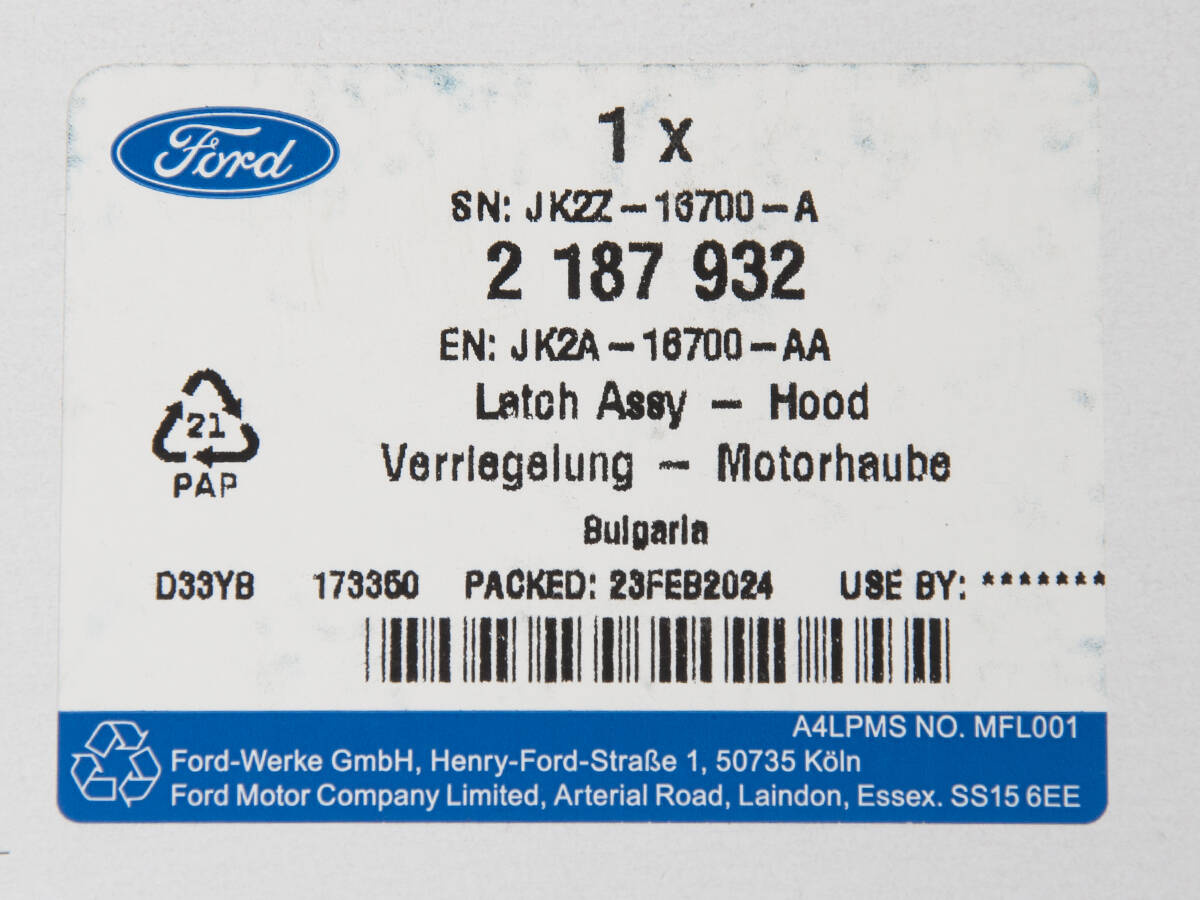 Ford
1 x
SN: JK2Z-16700-A
2 187 932
EN: JK2A-16700-AA
Latch Assy - Hood
Verriegelung - Motorhaube
Bulgaria
21
PAP
D33YB 173350 PACKED: 23FEB2024 USE BY: *******
A4LPMS NO. MFL001
Ford-Werke GmbH, Henry-Ford-Straße 1, 50735 Köln
Ford Motor Company Limited, Arterial Road, Laindon, Essex. SS15 6EE